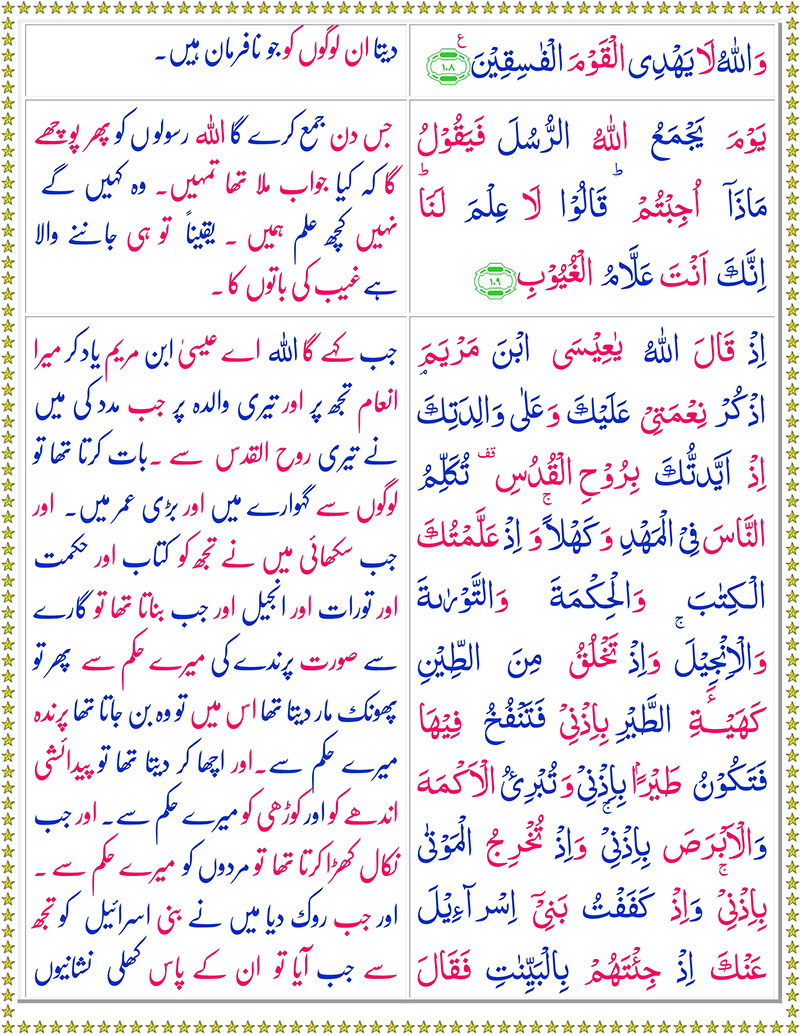 وَاللّٰهُ لَا يَهْدِى الْقَوْمَ الْفٰسِقِيْنَ ﴿۱۰۸﴾ ع
دیتا ان لوگوں کو جو نافرمان ہیں۔
يَوْمَ يَجْمَعُ اللّٰهُ الرُّسُلَ فَيَقُوْلُ
مَاذَاۤ اُجِبْتُمْ ؕ قَالُوْا لَا عِلْمَ لَنَا ؕ
اِنَّكَ اَنْتَ عَلَّامُ الْغُيُوْبِ ﴿۱۰۹﴾
جس دن جمع کرے گا اللہ رسولوں کو پھر پوچھے
گا کہ کیا جواب ملا تھا تمہیں۔ وہ کہیں گے
نہیں کچھ علم ہمیں ۔ یقیناً تو ہی جاننے والا
ہے غیب کی باتوں کا ۔
اِذْ قَالَ اللّٰهُ يٰعِيْسَى ابْنَ مَرْيَمَ
اذْكُرْ نِعْمَتِىْ عَلَيْكَ وَعَلٰى وَالِدَتِكَ
اِذْ اَيَّدتُّكَ بِرُوْحِ الْقُدُسِ قف تُكَلِّمُ
النَّاسَ فِى الْمَهْدِ وَكَهْلًا ۚ وَاِذْ عَلَّمْتُكَ
الْكِتٰبَ وَالْحِكْمَةَ وَالتَّوْرٰىةَ
وَالْاِنْجِيْلَ ۚ وَاِذْ تَخْلُقُ مِنَ الطِّيْنِ
كَهَيْــئَةِ الطَّيْرِ بِاِذْنِىْ فَتَنْفُخُ فِيْهَا
فَتَكُوْنُ طَيْرًۢا بِاِذْنِىْ وَتُبْرِئُ الْاَكْمَهَ
وَالْاَبْرَصَ بِاِذْنِىْ ۚ وَاِذْ تُخْرِجُ الْمَوْتٰى
بِاِذْنِىْ ۚ وَاِذْ كَفَفْتُ بَنِىْۤ اِسْرَآءِيْلَ
عَنْكَ اِذْ جِئْتَهُمْ بِالْبَيِّنٰتِ فَقَالَ
جب کہے گا اللہ اے عیسیٰ ابن مریم یاد کر میرا
انعام تجھ پر اور تیری والدہ پر جب مدد کی میں
نے تیری روح القدس سے ۔بات کرتا تھا تو
لوگوں سے گہوارے میں اور بڑی عمر میں۔ اور
جب سکھائی میں نے تجھ کو کتاب اور حکمت
اور تورات اور انجیل اور جب بناتا تھا تو گارے
سے صورت پرندے کی میرے حکم سے پھر تو
پھونک مار دیتا تھا اس میں تو وہ بن جاتا تھا پرندہ
میرے حکم سے۔اور اچھا کر دیتا تھا تو پیدائشی
اندھے کو اور کوڑھی کو میرے حکم سے۔ اور جب
نکال کھڑا کرتا تھا تو مردوں کو میرے حکم سے ۔
اور جب روک دیا میں نے بنی اسرائیل کو تجھ
سے جب آیا تو ان کے پاس کھلی نشانیوں